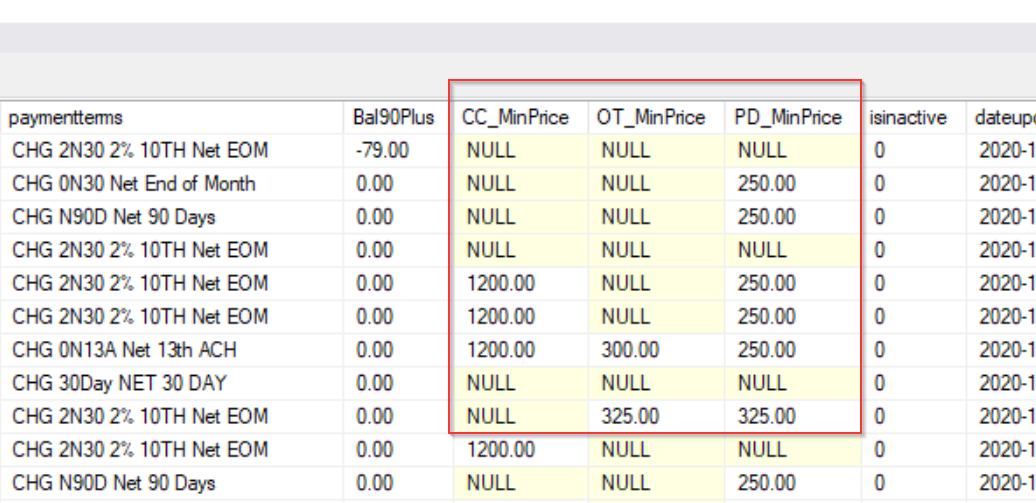 paymentterms Bal90Plus CC_MinPrice OT_MinPrice PD_MinPrice isinactive dateupd
CHG 2N30 2% 10TH Net EOM -79.00 NULL NULL NULL 0 2020-1
CHG 0N30 Net End of Month 0.00 NULL NULL 250.00 0 2020-1
CHG N90D Net 90 Days 0.00 NULL NULL 250.00 0 2020-1
CHG 2N30 2% 10TH Net EOM 0.00 NULL NULL NULL 0 2020-1
CHG 2N30 2% 10TH Net EOM 0.00 1200.00 NULL 250.00 0 2020-1
CHG 2N30 2% 10TH Net EOM 0.00 1200.00 NULL 250.00 0 2020-1
CHG 0N13A Net 13th ACH 0.00 1200.00 300.00 250.00 0 2020-1
CHG 30Day NET 30 DAY 0.00 NULL NULL NULL 0 2020-1
CHG 2N30 2% 10TH Net EOM 0.00 NULL 325.00 325.00 0 2020-1
CHG 2N30 2% 10TH Net EOM 0.00 1200.00 NULL NULL 0 2020-1
CHG N90D Net 90 Days 0.00 NULL NULL 250.00 0 2020-1